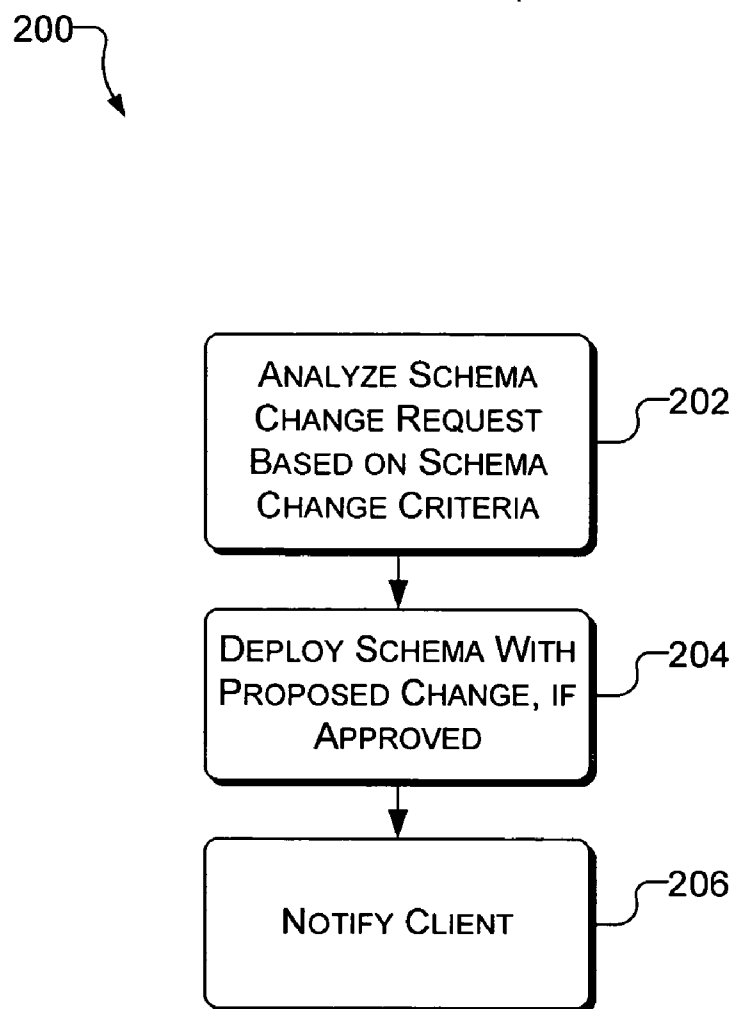 200
ANALYZE SCHEMA
CHANGE REQUEST
BASED ON SCHEMA
CHANGE CRITERIA
202
DEPLOY SCHEMA WITH
PROPOSED CHANGE, IF
APPROVED
204
NOTIFY CLIENT
206